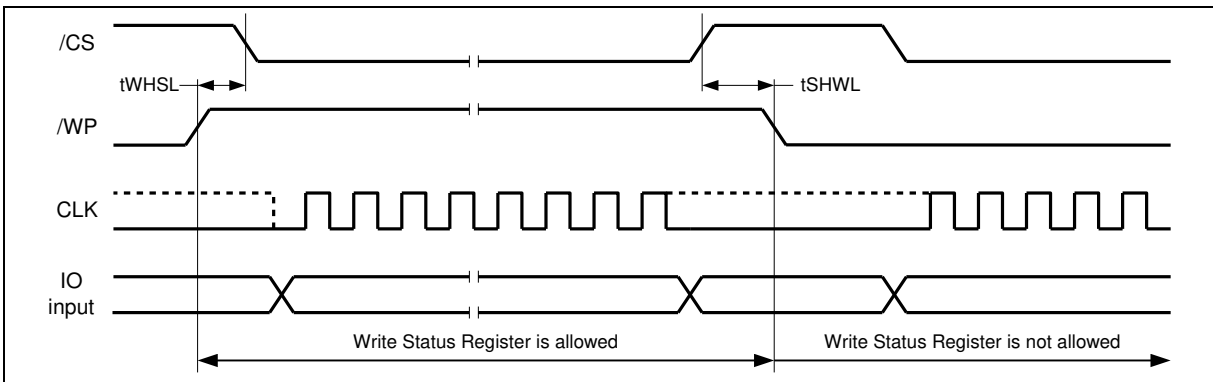 /CS
tWHSL
tSHWL
/WP
CLK
IO
input
Write Status Register is allowed
Write Status Register is not allowed